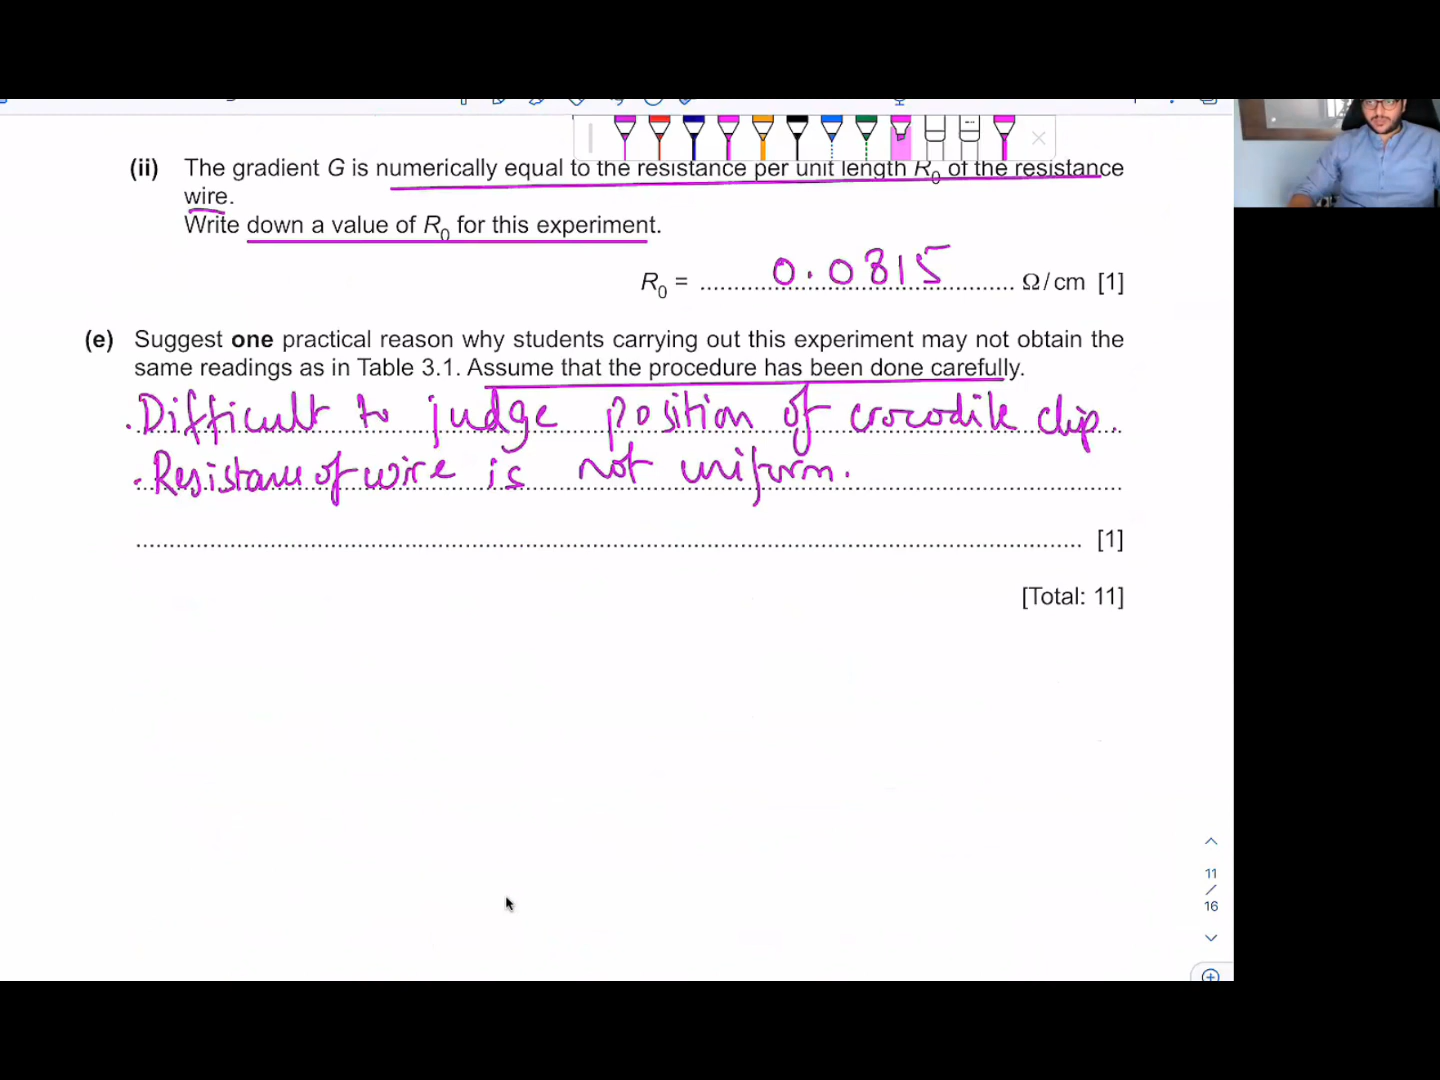 (ii) The gradient G is numerically equal to the resistance per unit length R0 of the resistance
wire.
Write down a value of R0 for this experiment.
R0 = ........ 0.0815 ........ Ω/cm [1]
(e) Suggest one practical reason why students carrying out this experiment may not obtain the
same readings as in Table 3.1. Assume that the procedure has been done carefully.
. Difficult to judge position of crocodile clip.
. Resistance of wire is not uniform.
........ [1]
[Total: 11]
11
/
16